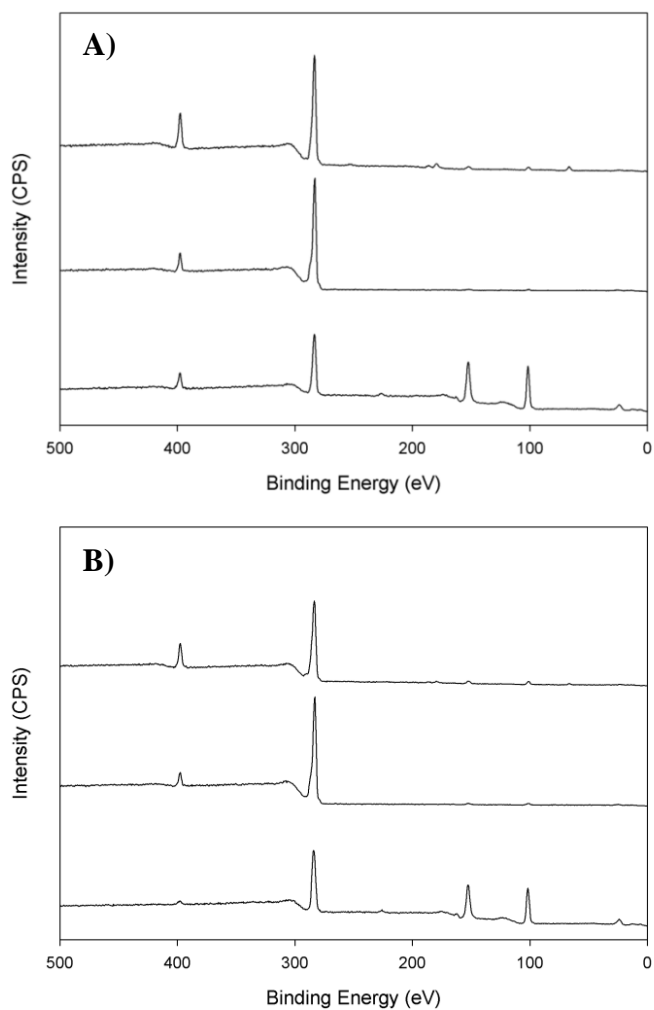 A)
Intensity (CPS)
500 400 300 200 100 0
Binding Energy (eV)
B)
Intensity (CPS)
500 400 300 200 100 0
Binding Energy (eV)